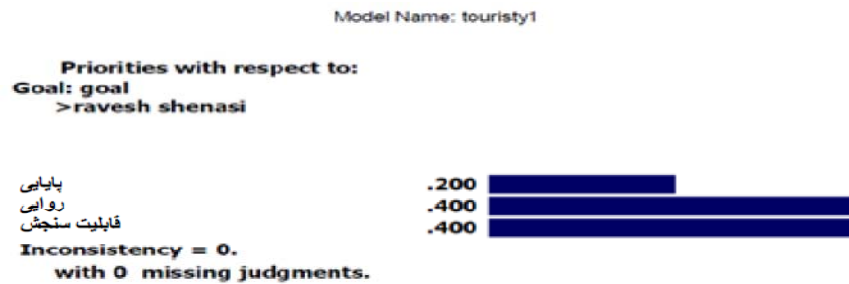 Model Name: touristy1
Priorities with respect to:
Goal: goal
>ravesh shenasi
پایایی .200
روایی .400
قابلیت سنجش .400
Inconsistency = 0.
with 0 missing judgments.